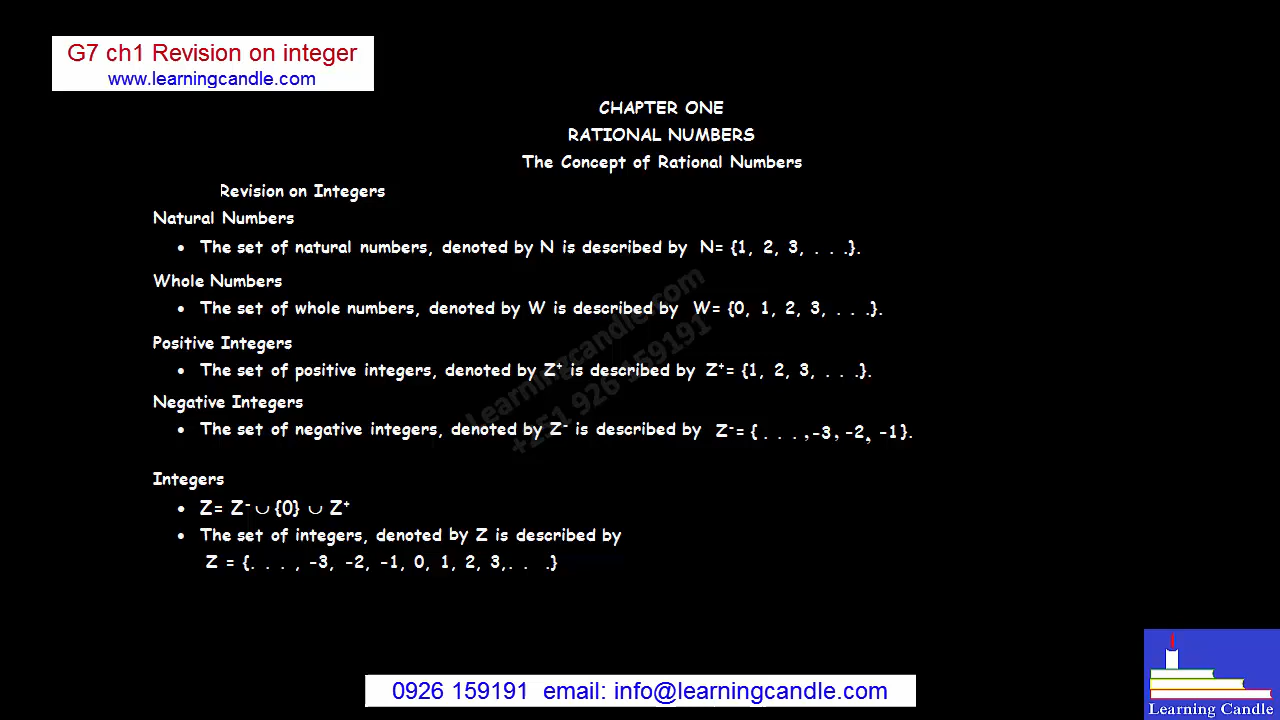 G7 ch1 Revision on integer
www.learningcandle.com
CHAPTER ONE
RATIONAL NUMBERS
The Concept of Rational Numbers
Revision on Integers
Natural Numbers
• The set of natural numbers, denoted by N is described by N= {1, 2, 3, . . .}.
Whole Numbers
• The set of whole numbers, denoted by W is described by W= {0, 1, 2, 3, . . .}.
Positive Integers
• The set of positive integers, denoted by Z⁺ is described by Z⁺= {1, 2, 3, . . .}.
Negative Integers
• The set of negative integers, denoted by Z⁻ is described by Z⁻= { . . . , -3, -2, -1}.
Integers
• Z= Z⁻ ∪ {0} ∪ Z⁺
• The set of integers, denoted by Z is described by
Z = {. . . , -3, -2, -1, 0, 1, 2, 3,. . .}
Learningcandle.com
+251 926 159191
0926 159191 email: info@learningcandle.com
Learning Candle